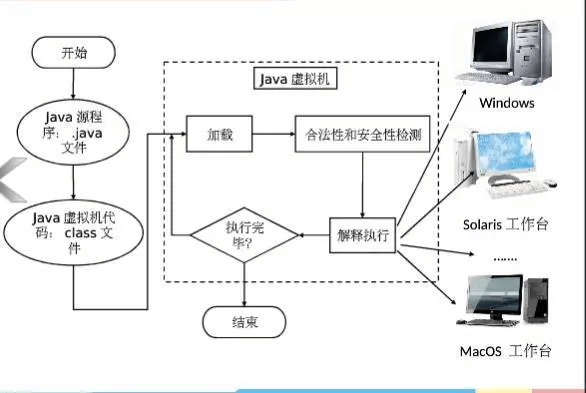 开始
Java 源程
序： .java
文件
Java 虚拟机代
码： class 文
件
Java 虚拟机
加载
合法性和安全性检测
执行完
毕?
解释执行
结束
Windows
Solaris 工作台
.......
MacOS 工作台